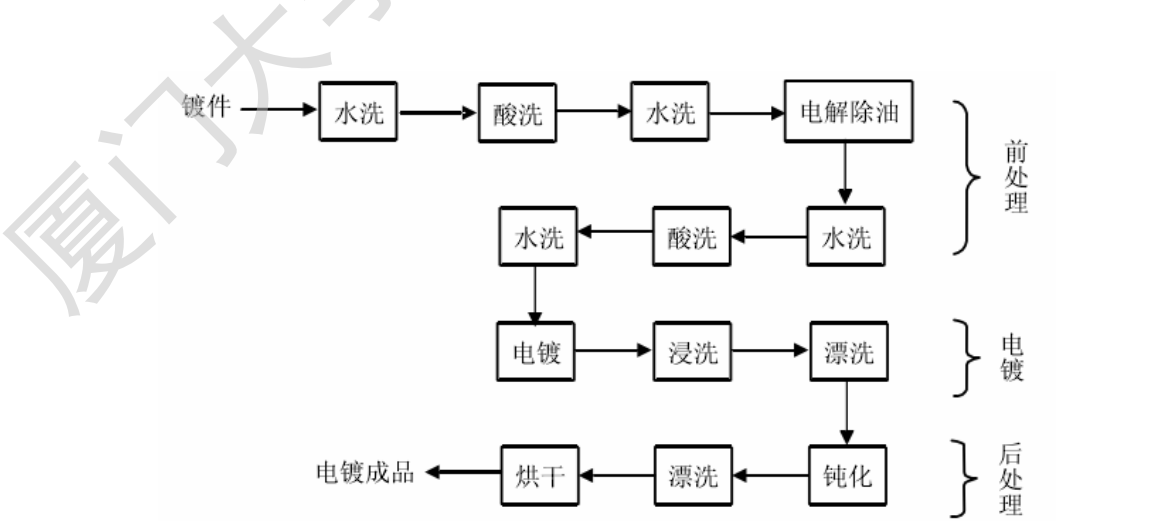 厦门大学
镀件
水洗
酸洗
水洗
电解除油
前处理
水洗
酸洗
水洗
电镀
浸洗
漂洗
电镀
钝化
漂洗
烘干
电镀成品
后处理